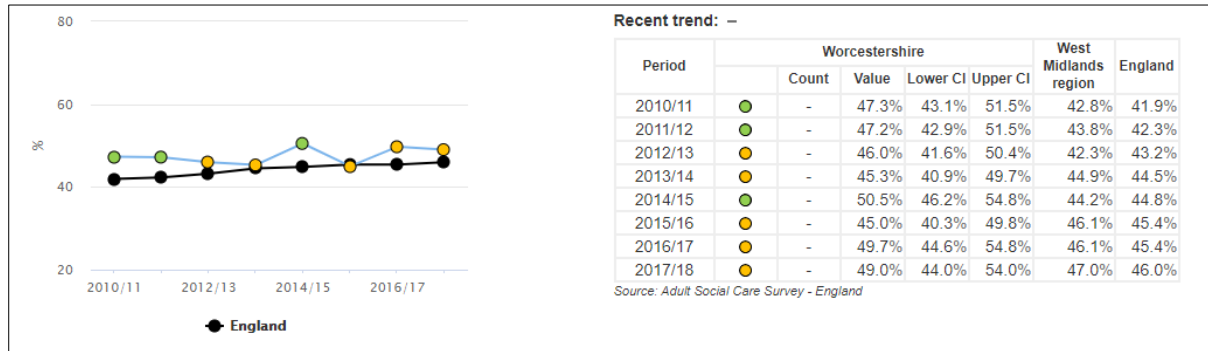 80
60
%
40
20
2010/11 2012/13 2014/15 2016/17
England
Recent trend: –
Period Worcestershire West Midlands region England
Count Value Lower CI Upper CI
2010/11 - 47.3% 43.1% 51.5% 42.8% 41.9%
2011/12 - 47.2% 42.9% 51.5% 43.8% 42.3%
2012/13 - 46.0% 41.6% 50.4% 42.3% 43.2%
2013/14 - 45.3% 40.9% 49.7% 44.9% 44.5%
2014/15 - 50.5% 46.2% 54.8% 44.2% 44.8%
2015/16 - 45.0% 40.3% 49.8% 46.1% 45.4%
2016/17 - 49.7% 44.6% 54.8% 46.1% 45.4%
2017/18 - 49.0% 44.0% 54.0% 47.0% 46.0%
Source: Adult Social Care Survey - England